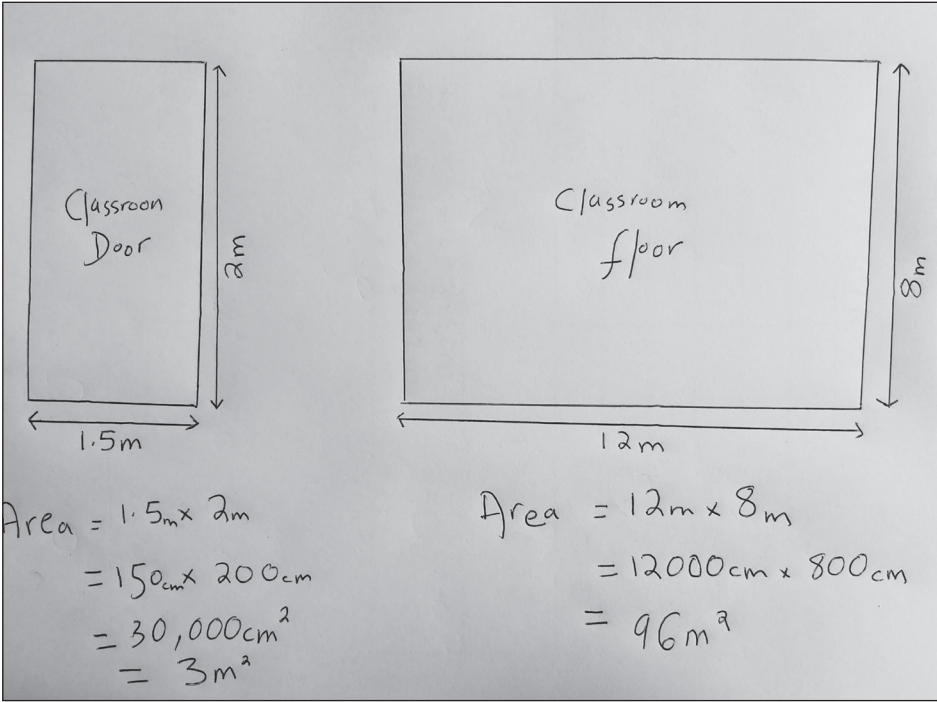 Classroon
Door
2m
1.5m
Classroom
floor
8m
12m
Area = 1.5m x 2m
= 150cm x 200cm
= 30,000cm²
= 3m²
Area = 12m x 8m
= 12000cm x 800cm
= 96m²